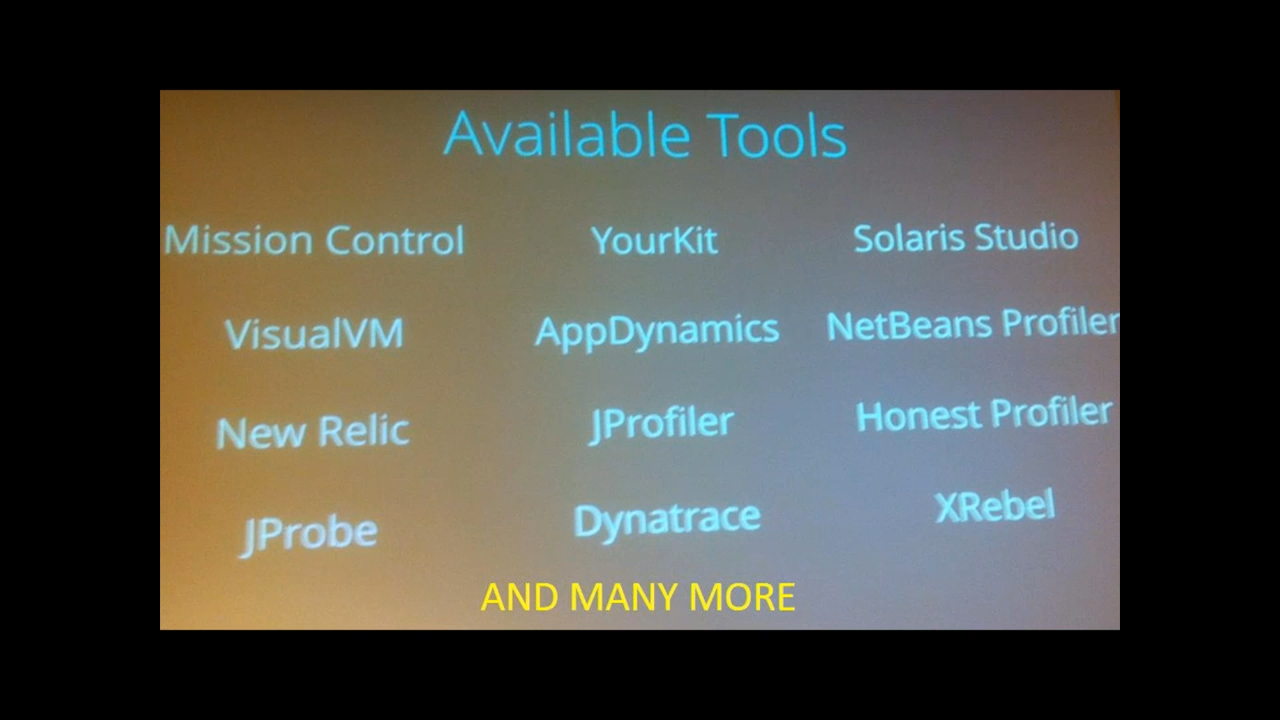 Available Tools
Mission Control YourKit Solaris Studio
VisualVM AppDynamics NetBeans Profiler
New Relic JProfiler Honest Profiler
JProbe Dynatrace XRebel
AND MANY MORE